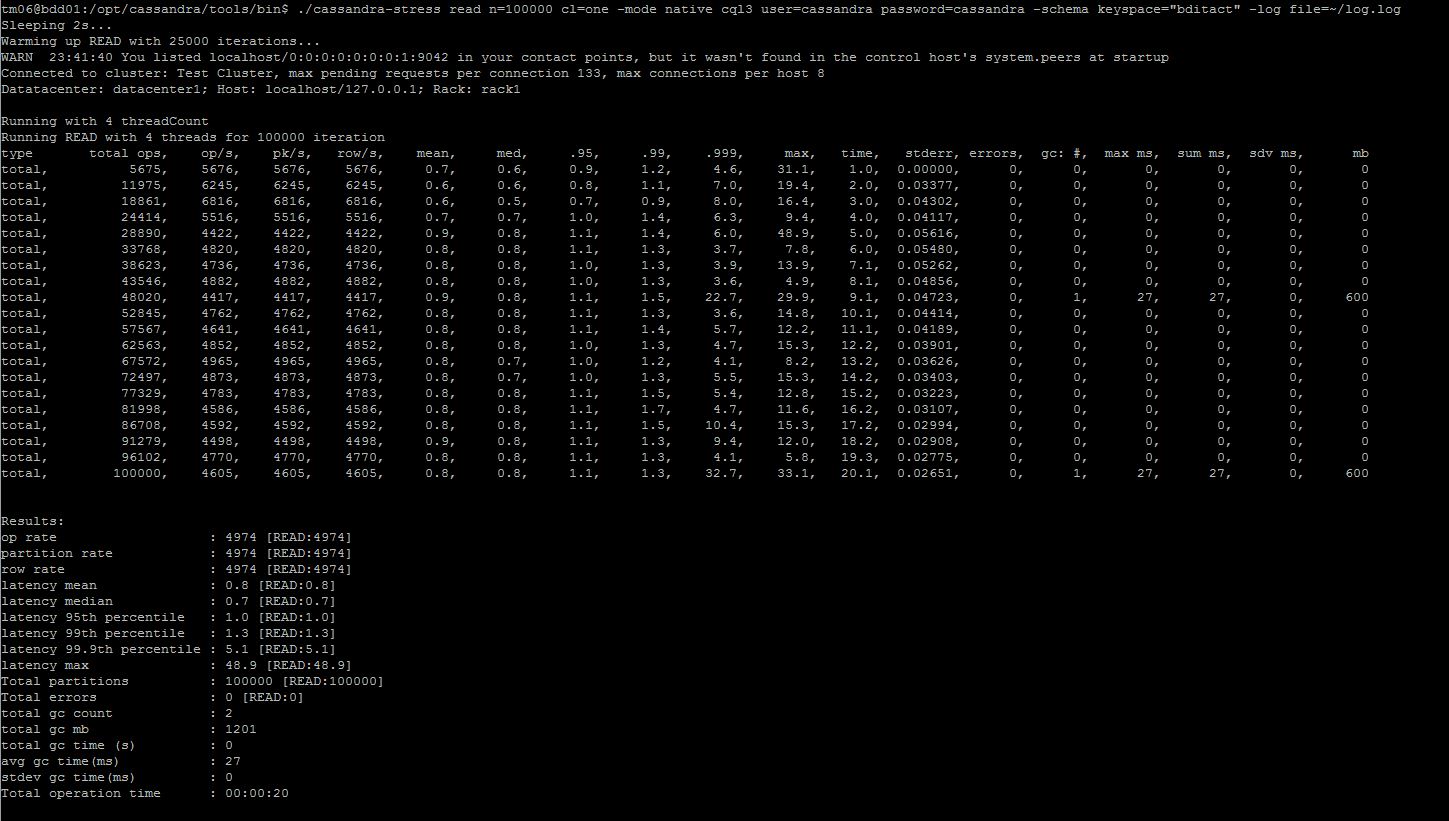 tm06@bdd01:/opt/cassandra/tools/bin$ ./cassandra-stress read n=100000 cl=one -mode native cql3 user=cassandra password=cassandra -schema keyspace="bditact" -log file=~/log.log
Sleeping 2s...
Warming up READ with 25000 iterations...
WARN  23:41:40 You listed localhost/0:0:0:0:0:0:0:1:9042 in your contact points, but it wasn't found in the control host's system.peers at startup
Connected to cluster: Test Cluster, max pending requests per connection 133, max connections per host 8
Datatacenter: datacenter1; Host: localhost/127.0.0.1; Rack: rack1
Running with 4 threadCount
Running READ with 4 threads for 100000 iteration
type total ops, op/s, pk/s, row/s, mean, med, .95, .99, .999, max, time, stderr, errors, gc: #, max ms, sum ms, sdv ms, mb
total, 5675, 5676, 5676, 5676, 0.7, 0.6, 0.9, 1.2, 4.6, 31.1, 1.0, 0.00000, 0, 0, 0, 0, 0, 0
total, 11975, 6245, 6245, 6245, 0.6, 0.6, 0.8, 1.1, 7.0, 19.4, 2.0, 0.03377, 0, 0, 0, 0, 0, 0
total, 18861, 6816, 6816, 6816, 0.6, 0.5, 0.7, 0.9, 8.0, 16.4, 3.0, 0.04302, 0, 0, 0, 0, 0, 0
total, 24414, 5516, 5516, 5516, 0.7, 0.7, 1.0, 1.4, 6.3, 9.4, 4.0, 0.04117, 0, 0, 0, 0, 0, 0
total, 28890, 4422, 4422, 4422, 0.9, 0.8, 1.1, 1.4, 6.0, 48.9, 5.0, 0.05616, 0, 0, 0, 0, 0, 0
total, 33768, 4820, 4820, 4820, 0.8, 0.8, 1.1, 1.3, 3.7, 7.8, 6.0, 0.05480, 0, 0, 0, 0, 0, 0
total, 38623, 4736, 4736, 4736, 0.8, 0.8, 1.0, 1.3, 3.9, 13.9, 7.1, 0.05262, 0, 0, 0, 0, 0, 0
total, 43546, 4882, 4882, 4882, 0.8, 0.8, 1.0, 1.3, 3.6, 4.9, 8.1, 0.04856, 0, 0, 0, 0, 0, 0
total, 48020, 4417, 4417, 4417, 0.9, 0.8, 1.1, 1.5, 22.7, 29.9, 9.1, 0.04723, 0, 1, 27, 27, 0, 600
total, 52845, 4762, 4762, 4762, 0.8, 0.8, 1.1, 1.3, 3.6, 14.8, 10.1, 0.04414, 0, 0, 0, 0, 0, 0
total, 57567, 4641, 4641, 4641, 0.8, 0.8, 1.1, 1.4, 5.7, 12.2, 11.1, 0.04189, 0, 0, 0, 0, 0, 0
total, 62563, 4852, 4852, 4852, 0.8, 0.8, 1.0, 1.3, 4.7, 15.3, 12.2, 0.03901, 0, 0, 0, 0, 0, 0
total, 67572, 4965, 4965, 4965, 0.8, 0.7, 1.0, 1.2, 4.1, 8.2, 13.2, 0.03626, 0, 0, 0, 0, 0, 0
total, 72497, 4873, 4873, 4873, 0.8, 0.7, 1.0, 1.3, 5.5, 15.3, 14.2, 0.03403, 0, 0, 0, 0, 0, 0
total, 77329, 4783, 4783, 4783, 0.8, 0.8, 1.1, 1.5, 5.4, 12.8, 15.2, 0.03223, 0, 0, 0, 0, 0, 0
total, 81998, 4586, 4586, 4586, 0.8, 0.8, 1.1, 1.7, 4.7, 11.6, 16.2, 0.03107, 0, 0, 0, 0, 0, 0
total, 86708, 4592, 4592, 4592, 0.8, 0.8, 1.1, 1.5, 10.4, 15.3, 17.2, 0.02994, 0, 0, 0, 0, 0, 0
total, 91279, 4498, 4498, 4498, 0.9, 0.8, 1.1, 1.3, 9.4, 12.0, 18.2, 0.02908, 0, 0, 0, 0, 0, 0
total, 96102, 4770, 4770, 4770, 0.8, 0.8, 1.1, 1.3, 4.1, 5.8, 19.3, 0.02775, 0, 0, 0, 0, 0, 0
total, 100000, 4605, 4605, 4605, 0.8, 0.8, 1.1, 1.3, 32.7, 33.1, 20.1, 0.02651, 0, 1, 27, 27, 0, 600
Results:
op rate : 4974 [READ:4974]
partition rate : 4974 [READ:4974]
row rate : 4974 [READ:4974]
latency mean : 0.8 [READ:0.8]
latency median : 0.7 [READ:0.7]
latency 95th percentile : 1.0 [READ:1.0]
latency 99th percentile : 1.3 [READ:1.3]
latency 99.9th percentile : 5.1 [READ:5.1]
latency max : 48.9 [READ:48.9]
Total partitions : 100000 [READ:100000]
Total errors : 0 [READ:0]
total gc count : 2
total gc mb : 1201
total gc time (s) : 0
avg gc time(ms) : 27
stdev gc time(ms) : 0
Total operation time : 00:00:20